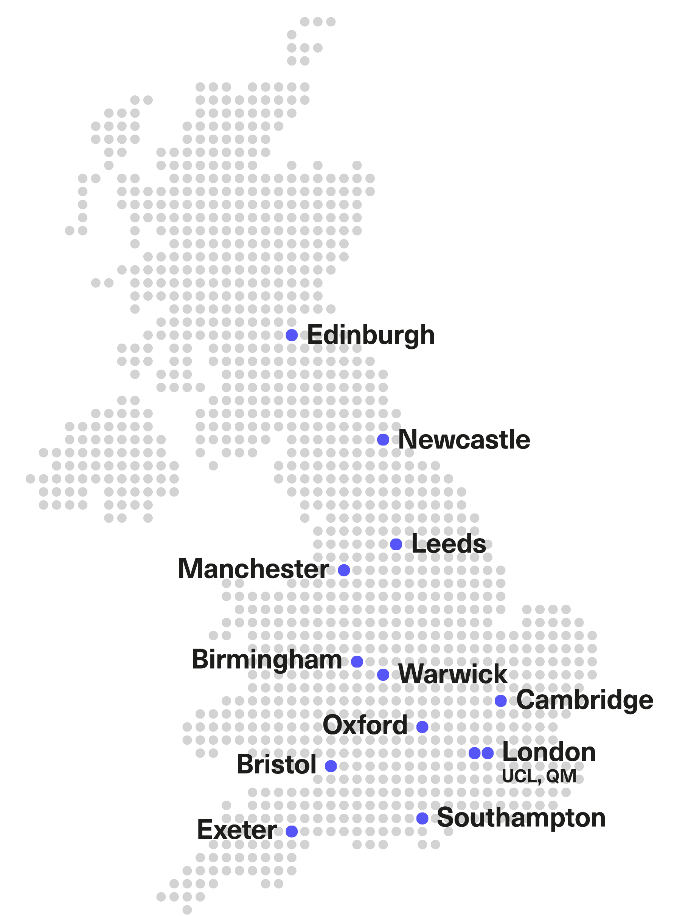 Edinburgh
Newcastle
Leeds
Manchester
Birmingham
Warwick
Cambridge
Oxford
London
UCL, QM
Bristol
Southampton
Exeter